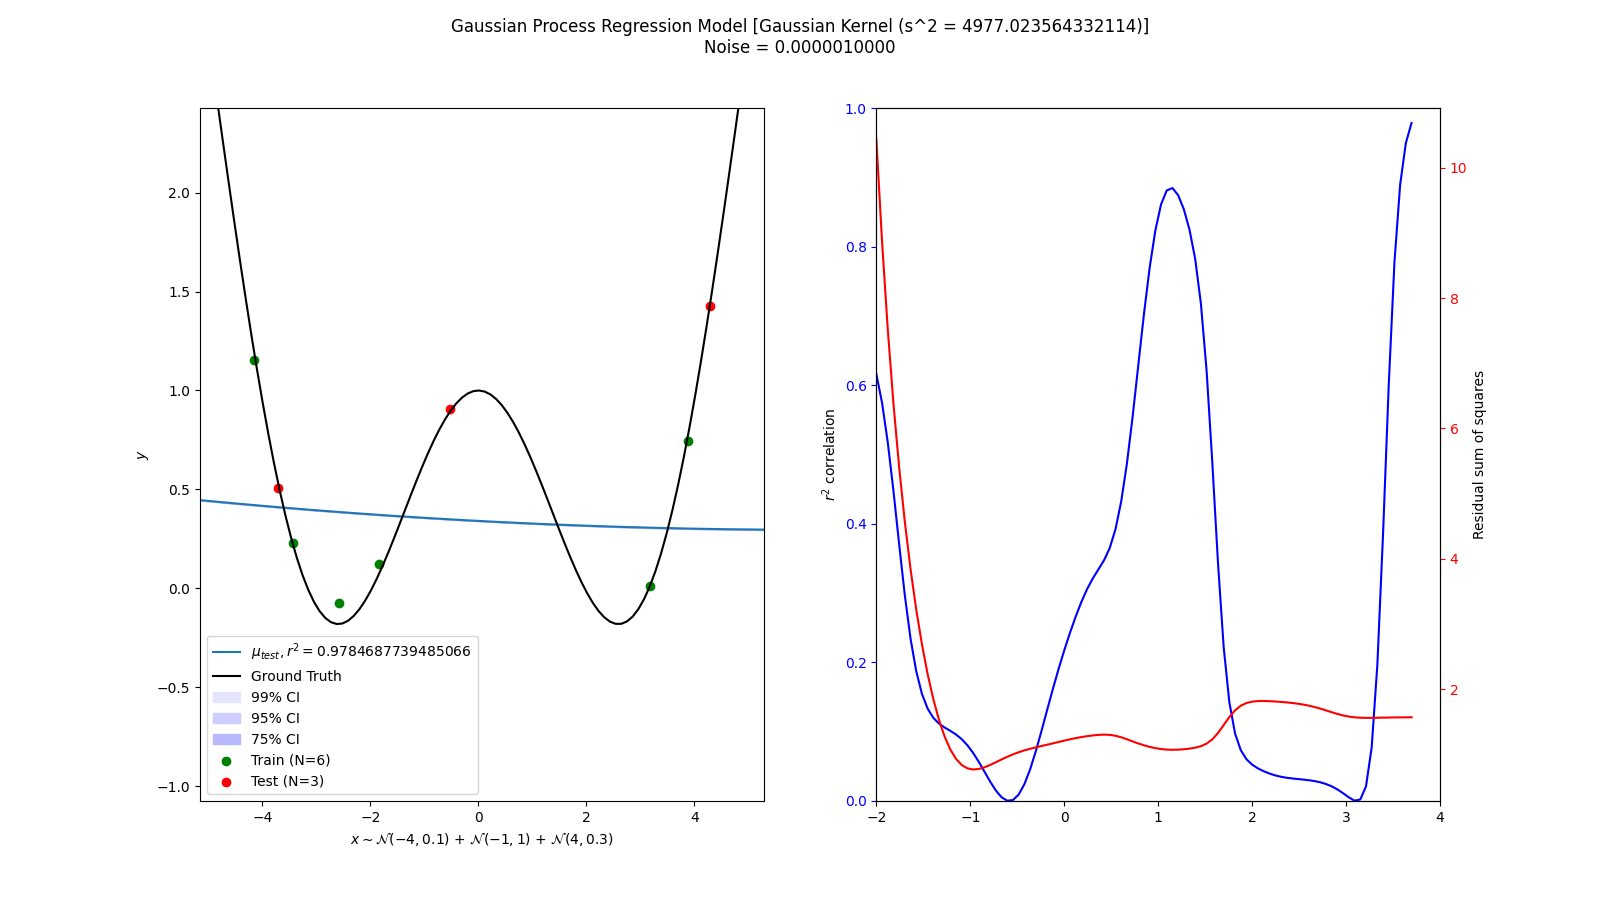 Gaussian Process Regression Model [Gaussian Kernel (s^2 = 4977.023564332114)]
Noise = 0.0000010000
2.0
1.5
1.0
0.5
0.0
−0.5
−1.0
y
μ_test, r² = 0.9784687739485066
Ground Truth
99% CI
95% CI
75% CI
Train (N=6)
Test (N=3)
−4
−2
0
2
4
x ∼ 𝒩(−4, 0.1) + 𝒩(−1, 1) + 𝒩(4, 0.3)
1.0
0.8
0.6
0.4
0.2
0.0
r² correlation
−2
−1
0
1
2
3
4
10
8
6
4
2
Residual sum of squares